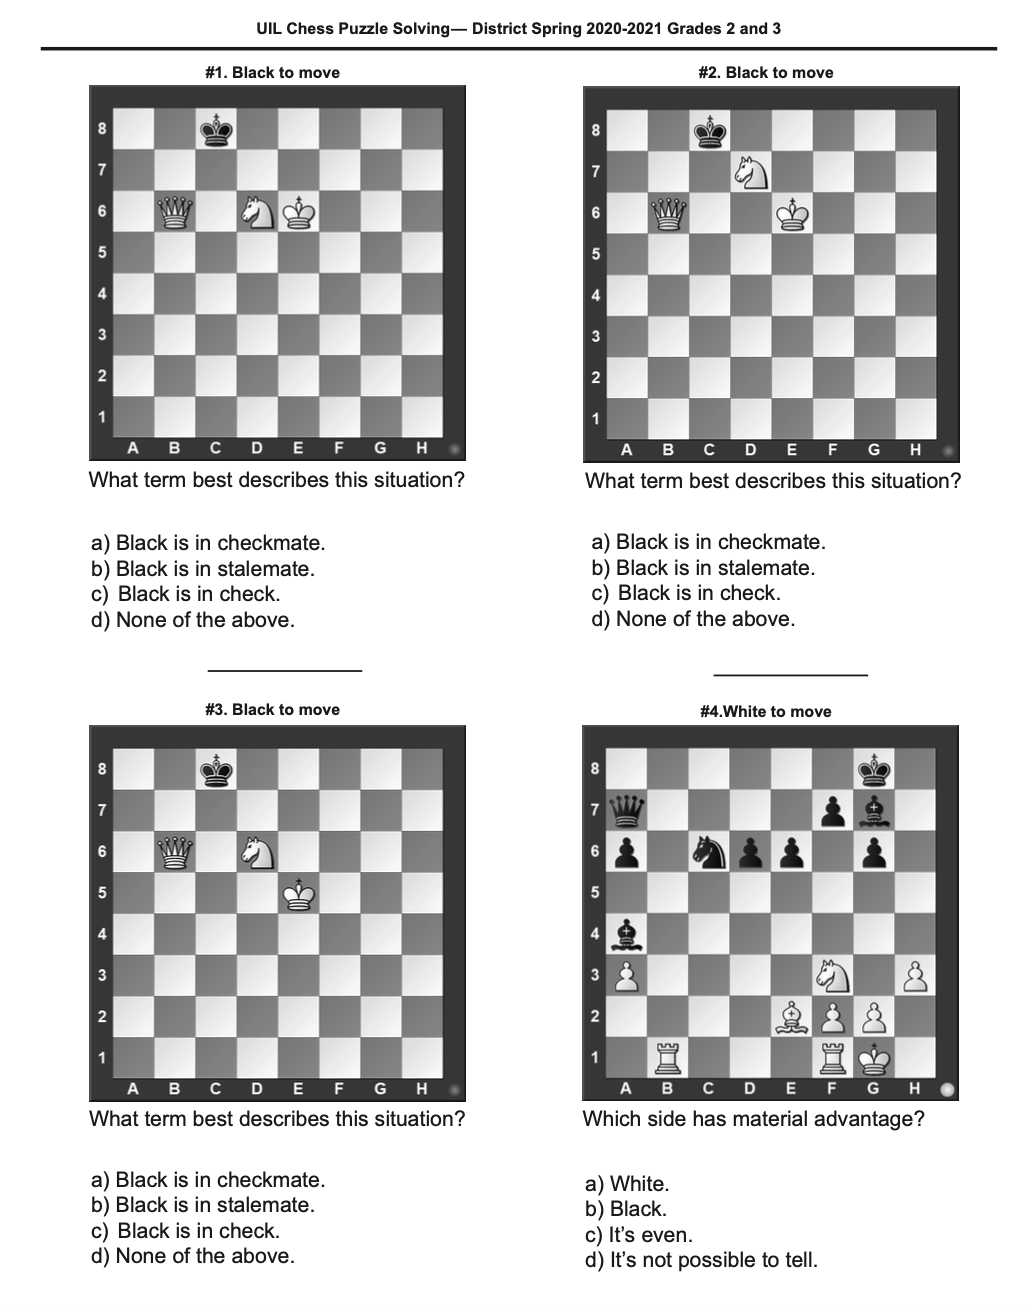 UIL Chess Puzzle Solving— District Spring 2020-2021 Grades 2 and 3
#1. Black to move
8
7
6
5
4
3
2
1
A B C D E F G H
What term best describes this situation?
a) Black is in checkmate.
b) Black is in stalemate.
c) Black is in check.
d) None of the above.
#2. Black to move
8
7
6
5
4
3
2
1
A B C D E F G H
What term best describes this situation?
a) Black is in checkmate.
b) Black is in stalemate.
c) Black is in check.
d) None of the above.
#3. Black to move
8
7
6
5
4
3
2
1
A B C D E F G H
What term best describes this situation?
a) Black is in checkmate.
b) Black is in stalemate.
c) Black is in check.
d) None of the above.
#4.White to move
8
7
6
5
4
3
2
1
A B C D E F G H
Which side has material advantage?
a) White.
b) Black.
c) It’s even.
d) It’s not possible to tell.